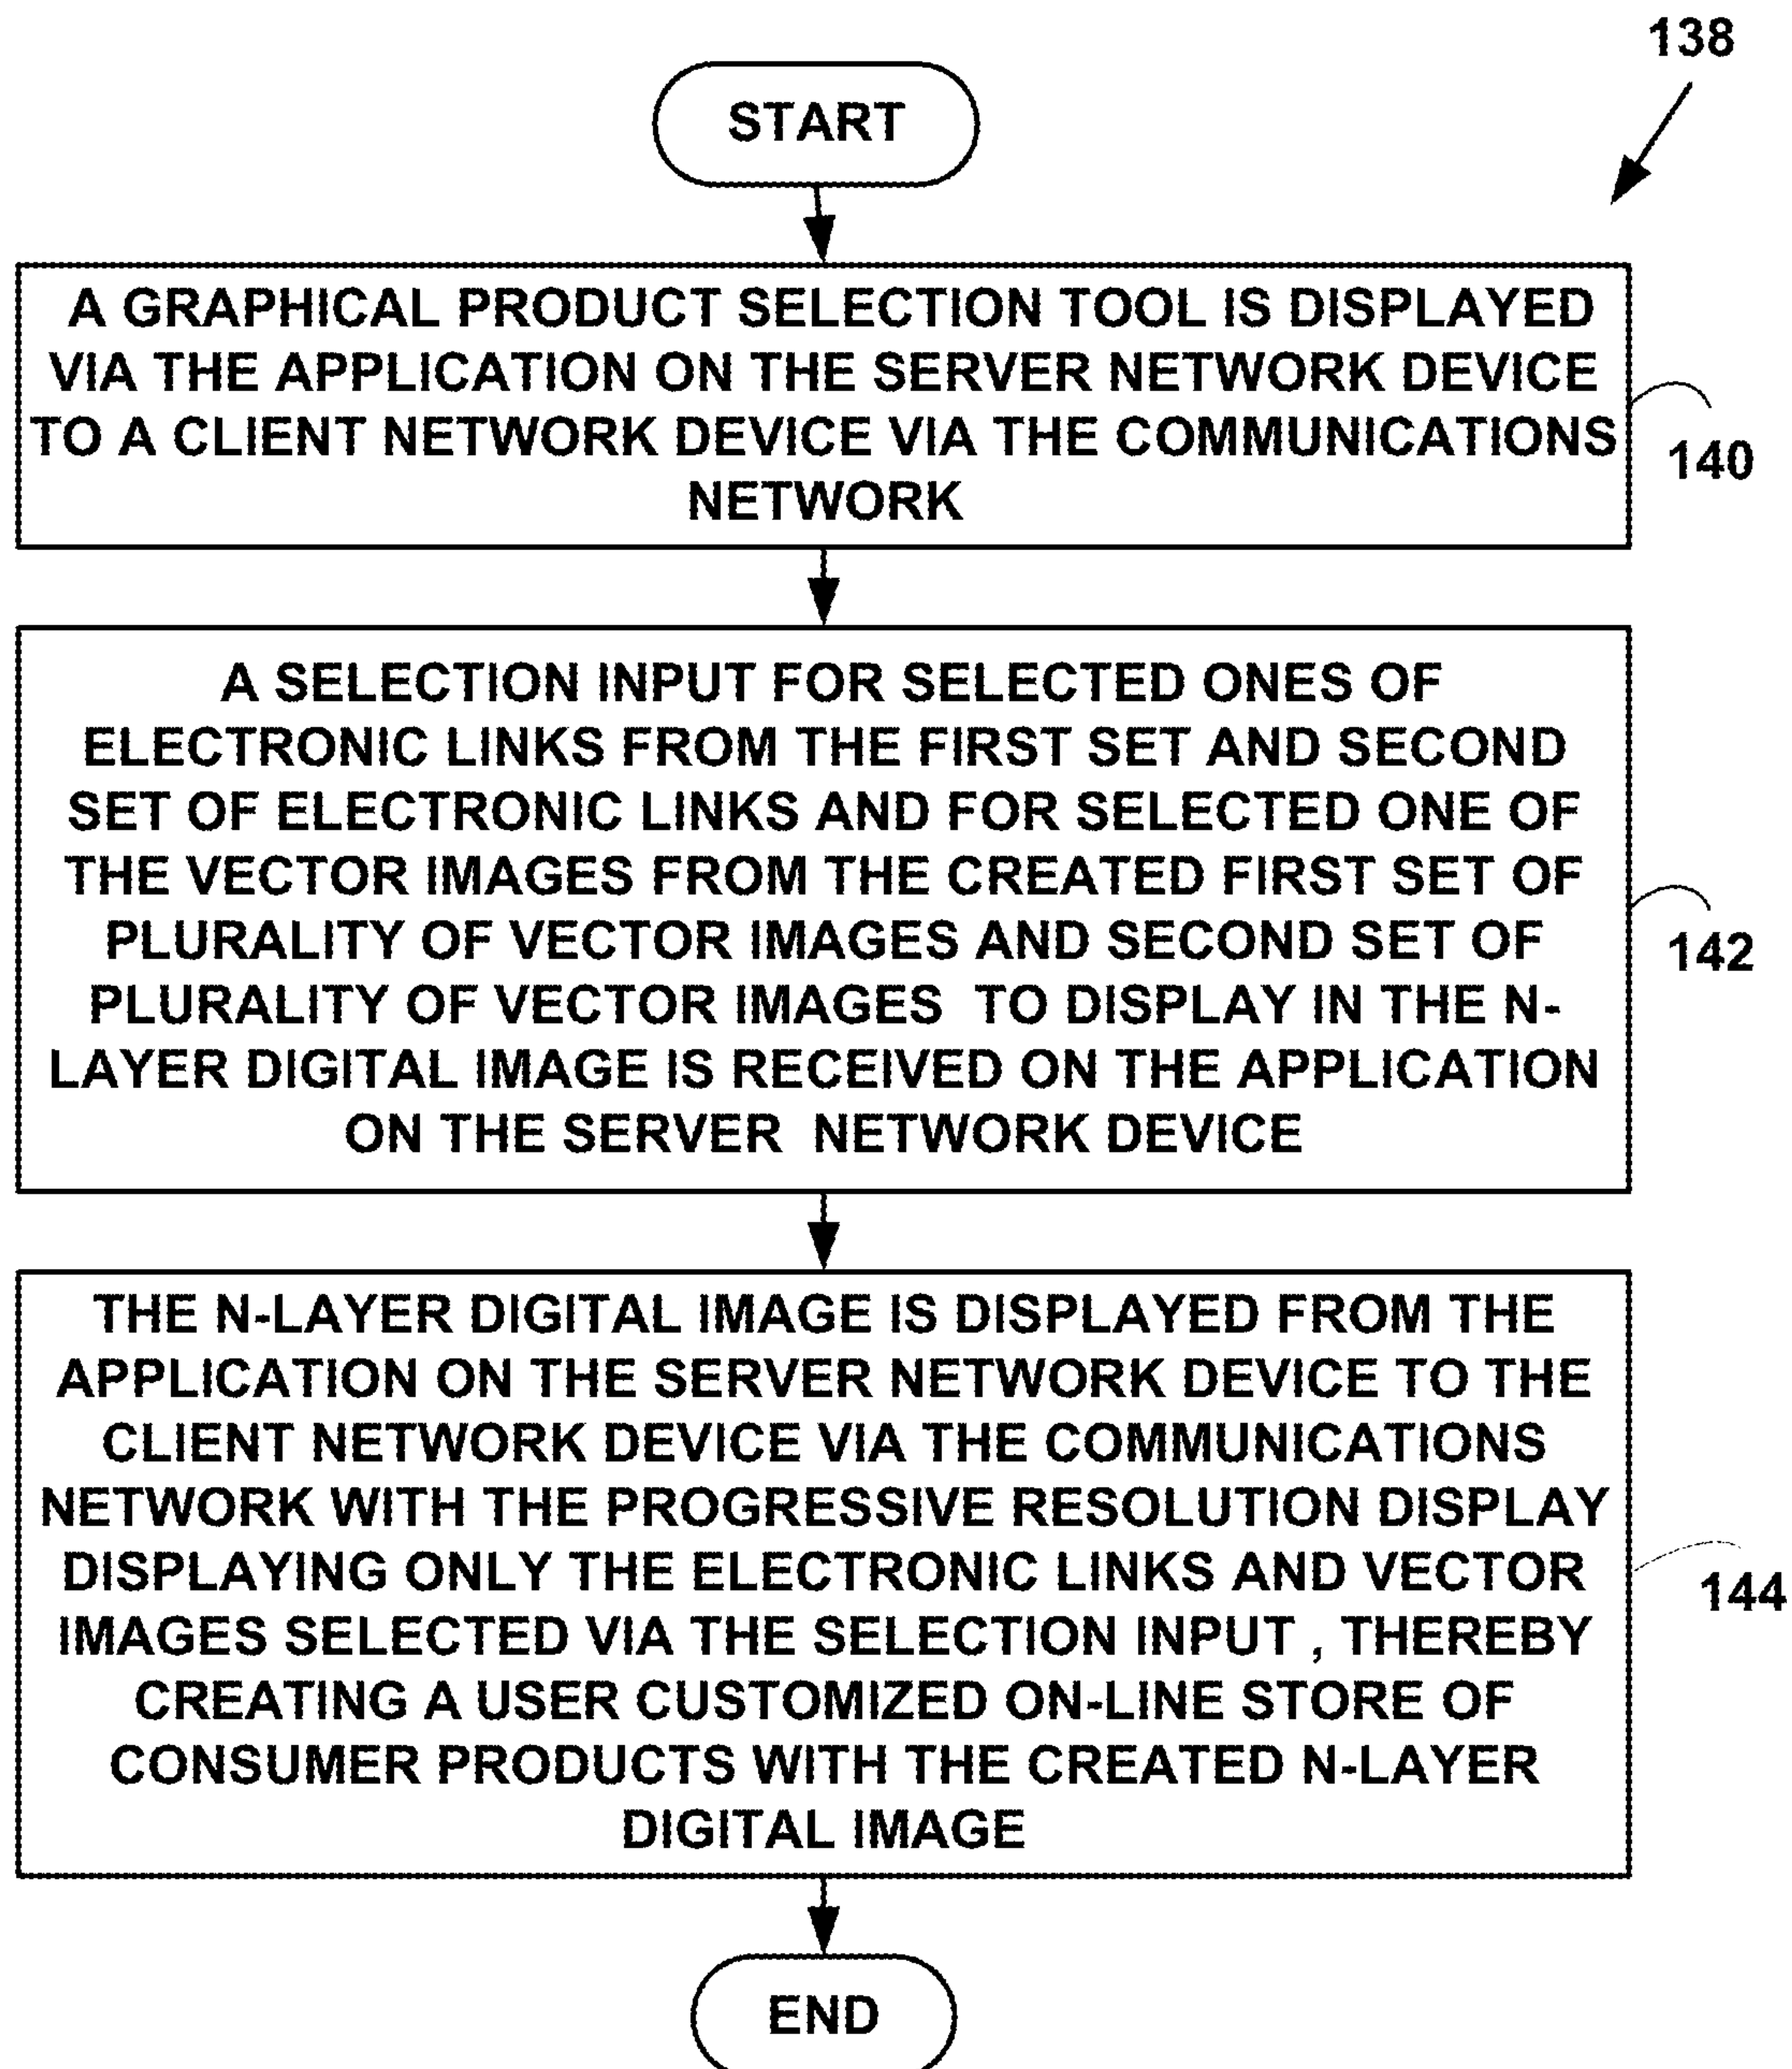 138
START
A GRAPHICAL PRODUCT SELECTION TOOL IS DISPLAYED
VIA THE APPLICATION ON THE SERVER NETWORK DEVICE
TO A CLIENT NETWORK DEVICE VIA THE COMMUNICATIONS
NETWORK
140
A SELECTION INPUT FOR SELECTED ONES OF
ELECTRONIC LINKS FROM THE FIRST SET AND SECOND
SET OF ELECTRONIC LINKS AND FOR SELECTED ONE OF
THE VECTOR IMAGES FROM THE CREATED FIRST SET OF
PLURALITY OF VECTOR IMAGES AND SECOND SET OF
PLURALITY OF VECTOR IMAGES TO DISPLAY IN THE N-
LAYER DIGITAL IMAGE IS RECEIVED ON THE APPLICATION
ON THE SERVER NETWORK DEVICE
142
THE N-LAYER DIGITAL IMAGE IS DISPLAYED FROM THE
APPLICATION ON THE SERVER NETWORK DEVICE TO THE
CLIENT NETWORK DEVICE VIA THE COMMUNICATIONS
NETWORK WITH THE PROGRESSIVE RESOLUTION DISPLAY
DISPLAYING ONLY THE ELECTRONIC LINKS AND VECTOR
IMAGES SELECTED VIA THE SELECTION INPUT , THEREBY
CREATING A USER CUSTOMIZED ON-LINE STORE OF
CONSUMER PRODUCTS WITH THE CREATED N-LAYER
DIGITAL IMAGE
144
END